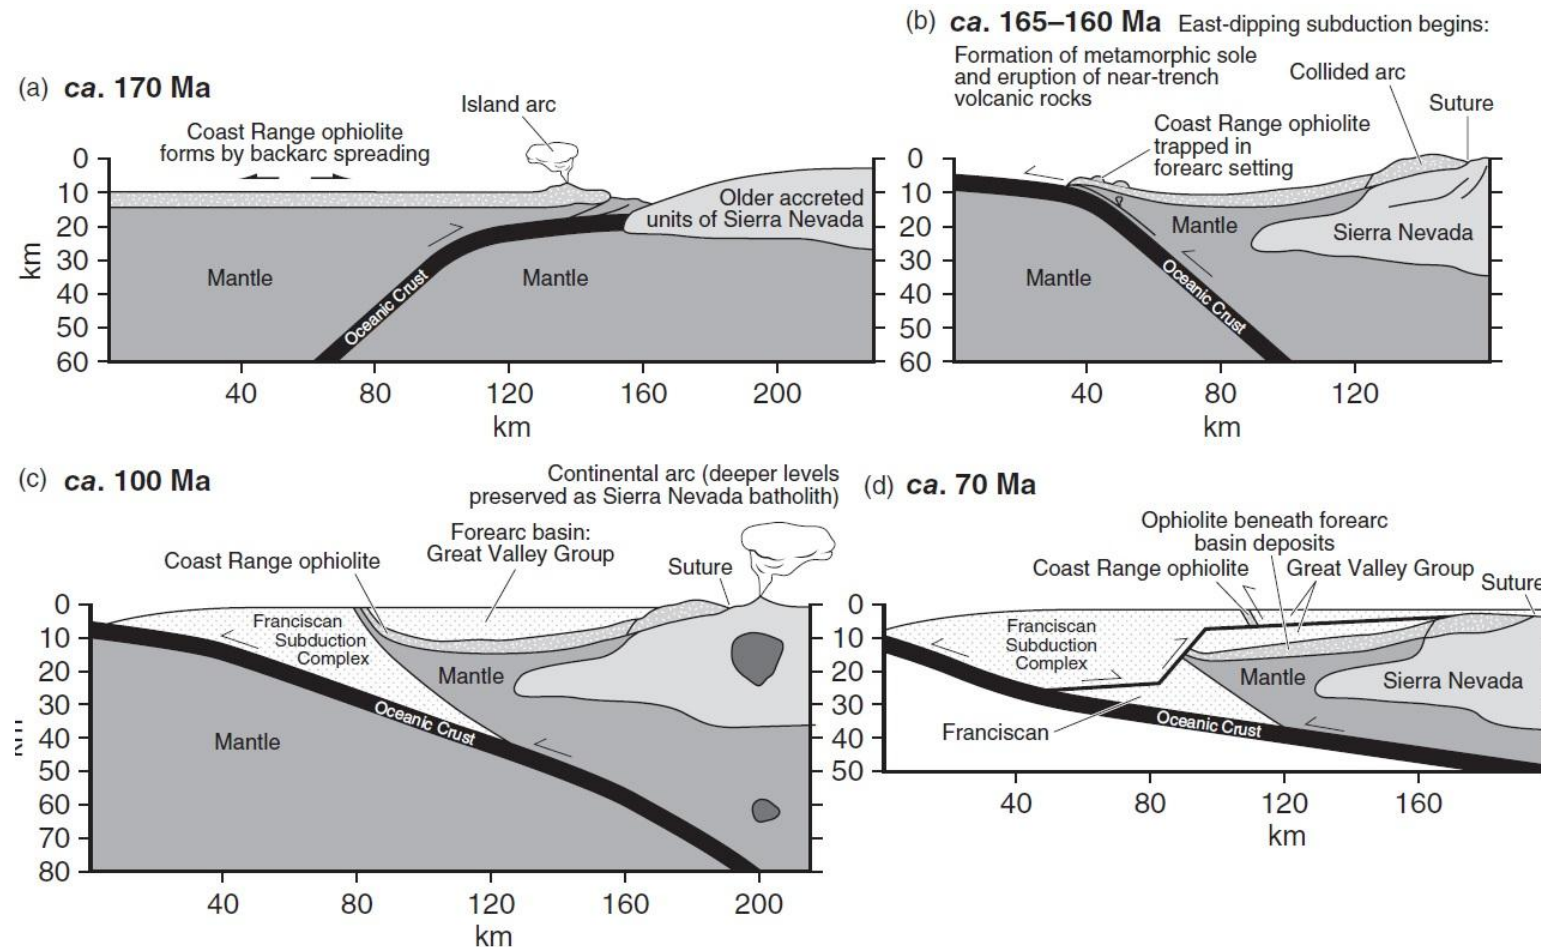 (a) ca. 170 Ma
Island arc
Coast Range ophiolite
forms by backarc spreading
Older accreted
units of Sierra Nevada
Mantle
Mantle
Oceanic Crust
0
10
20
30
40
50
60
km
40
80
120
160
200
km
(b) ca. 165–160 Ma East-dipping subduction begins:
Formation of metamorphic sole
and eruption of near-trench
volcanic rocks
Collided arc
Suture
Coast Range ophiolite
trapped in
forearc setting
Mantle
Sierra Nevada
Mantle
Oceanic Crust
0
10
20
30
40
50
60
40
80
120
km
(c) ca. 100 Ma
Continental arc (deeper levels
preserved as Sierra Nevada batholith)
Forearc basin:
Great Valley Group
Coast Range ophiolite
Suture
Franciscan
Subduction
Complex
Mantle
Oceanic Crust
Mantle
0
10
20
30
40
50
60
70
80
km
40
80
120
160
200
km
(d) ca. 70 Ma
Ophiolite beneath forearc
basin deposits
Coast Range ophiolite
Great Valley Group
Suture
Franciscan
Subduction
Complex
Mantle
Sierra Nevada
Franciscan
Oceanic Crust
0
10
20
30
40
50
40
80
120
160
km